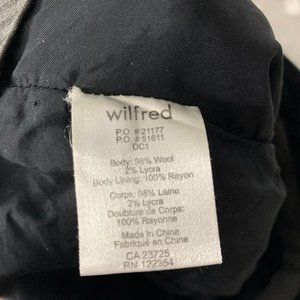 wilfred
P.O. # 21177
P.O. # 51611
DC1
Body: 98% Wool
2% Lycra
Body Lining: 100% Rayon
Corps: 98% Laine
2% Lycra
Doublure de Corps:
100% Rayonne
Made in China
Fabriqué en Chine
CA 23725
RN 122354